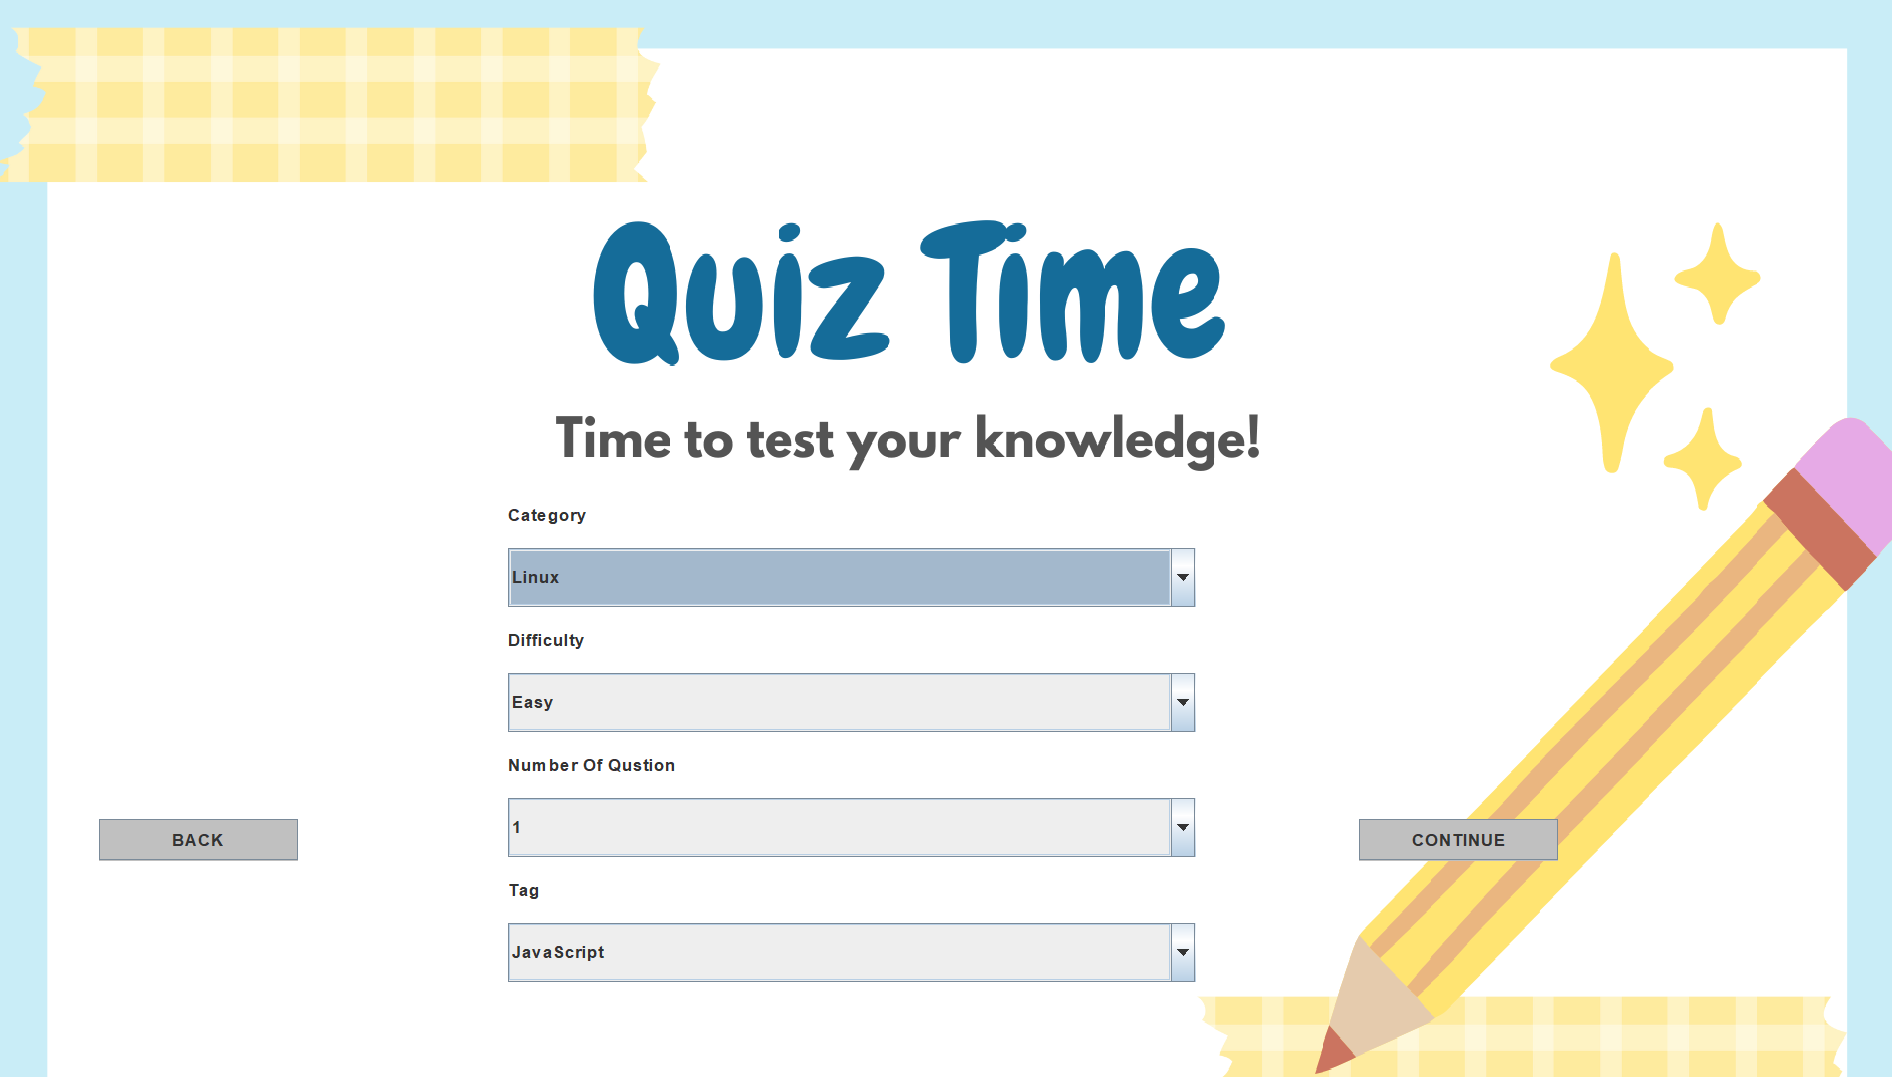 Quiz Time
Time to test your knowledge!
Category
Linux
Difficulty
Easy
Number Of Qustion
1
BACK
CONTINUE
Tag
JavaScript